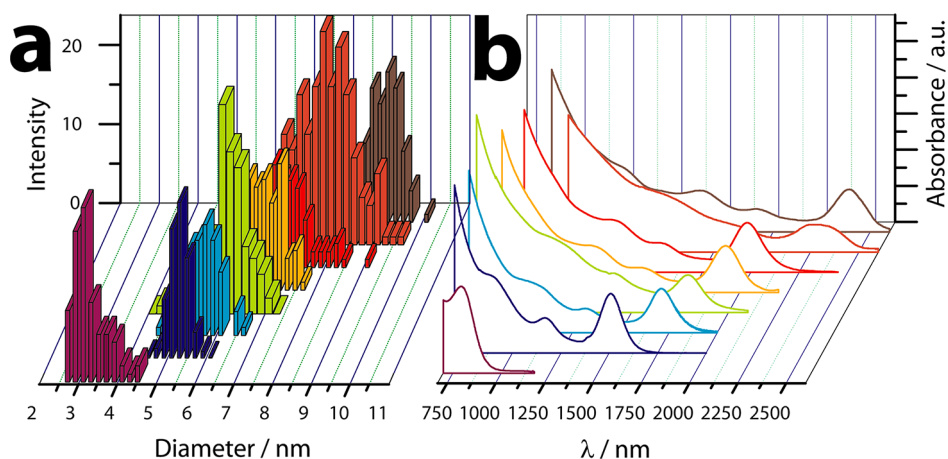 a
b
20
10
0
Intensity
Absorbance / a.u.
2 3 4 5 6 7 8 9 10 11
750 1000 1250 1500 1750 2000 2250 2500
Diameter / nm
λ / nm